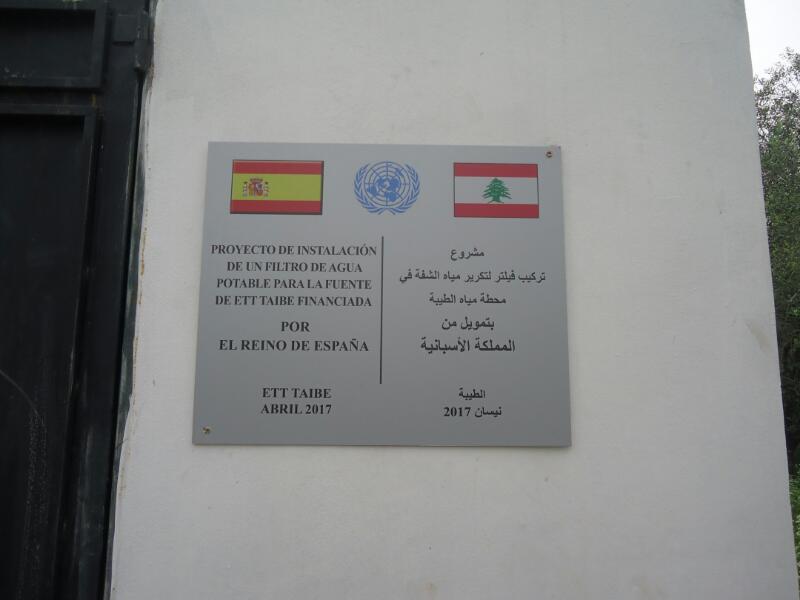 PROYECTO DE INSTALACIÓN
DE UN FILTRO DE AGUA
POTABLE PARA LA FUENTE
DE ETT TAIBE FINANCIADA
POR
EL REINO DE ESPAÑA
ETT TAIBE
ABRIL 2017
مشروع
تركيب فيلتر لتكرير مياه الشفة في
محطة مياه الطيبة
بتمويل من
المملكة الأسبانية
الطيبة
نيسان 2017